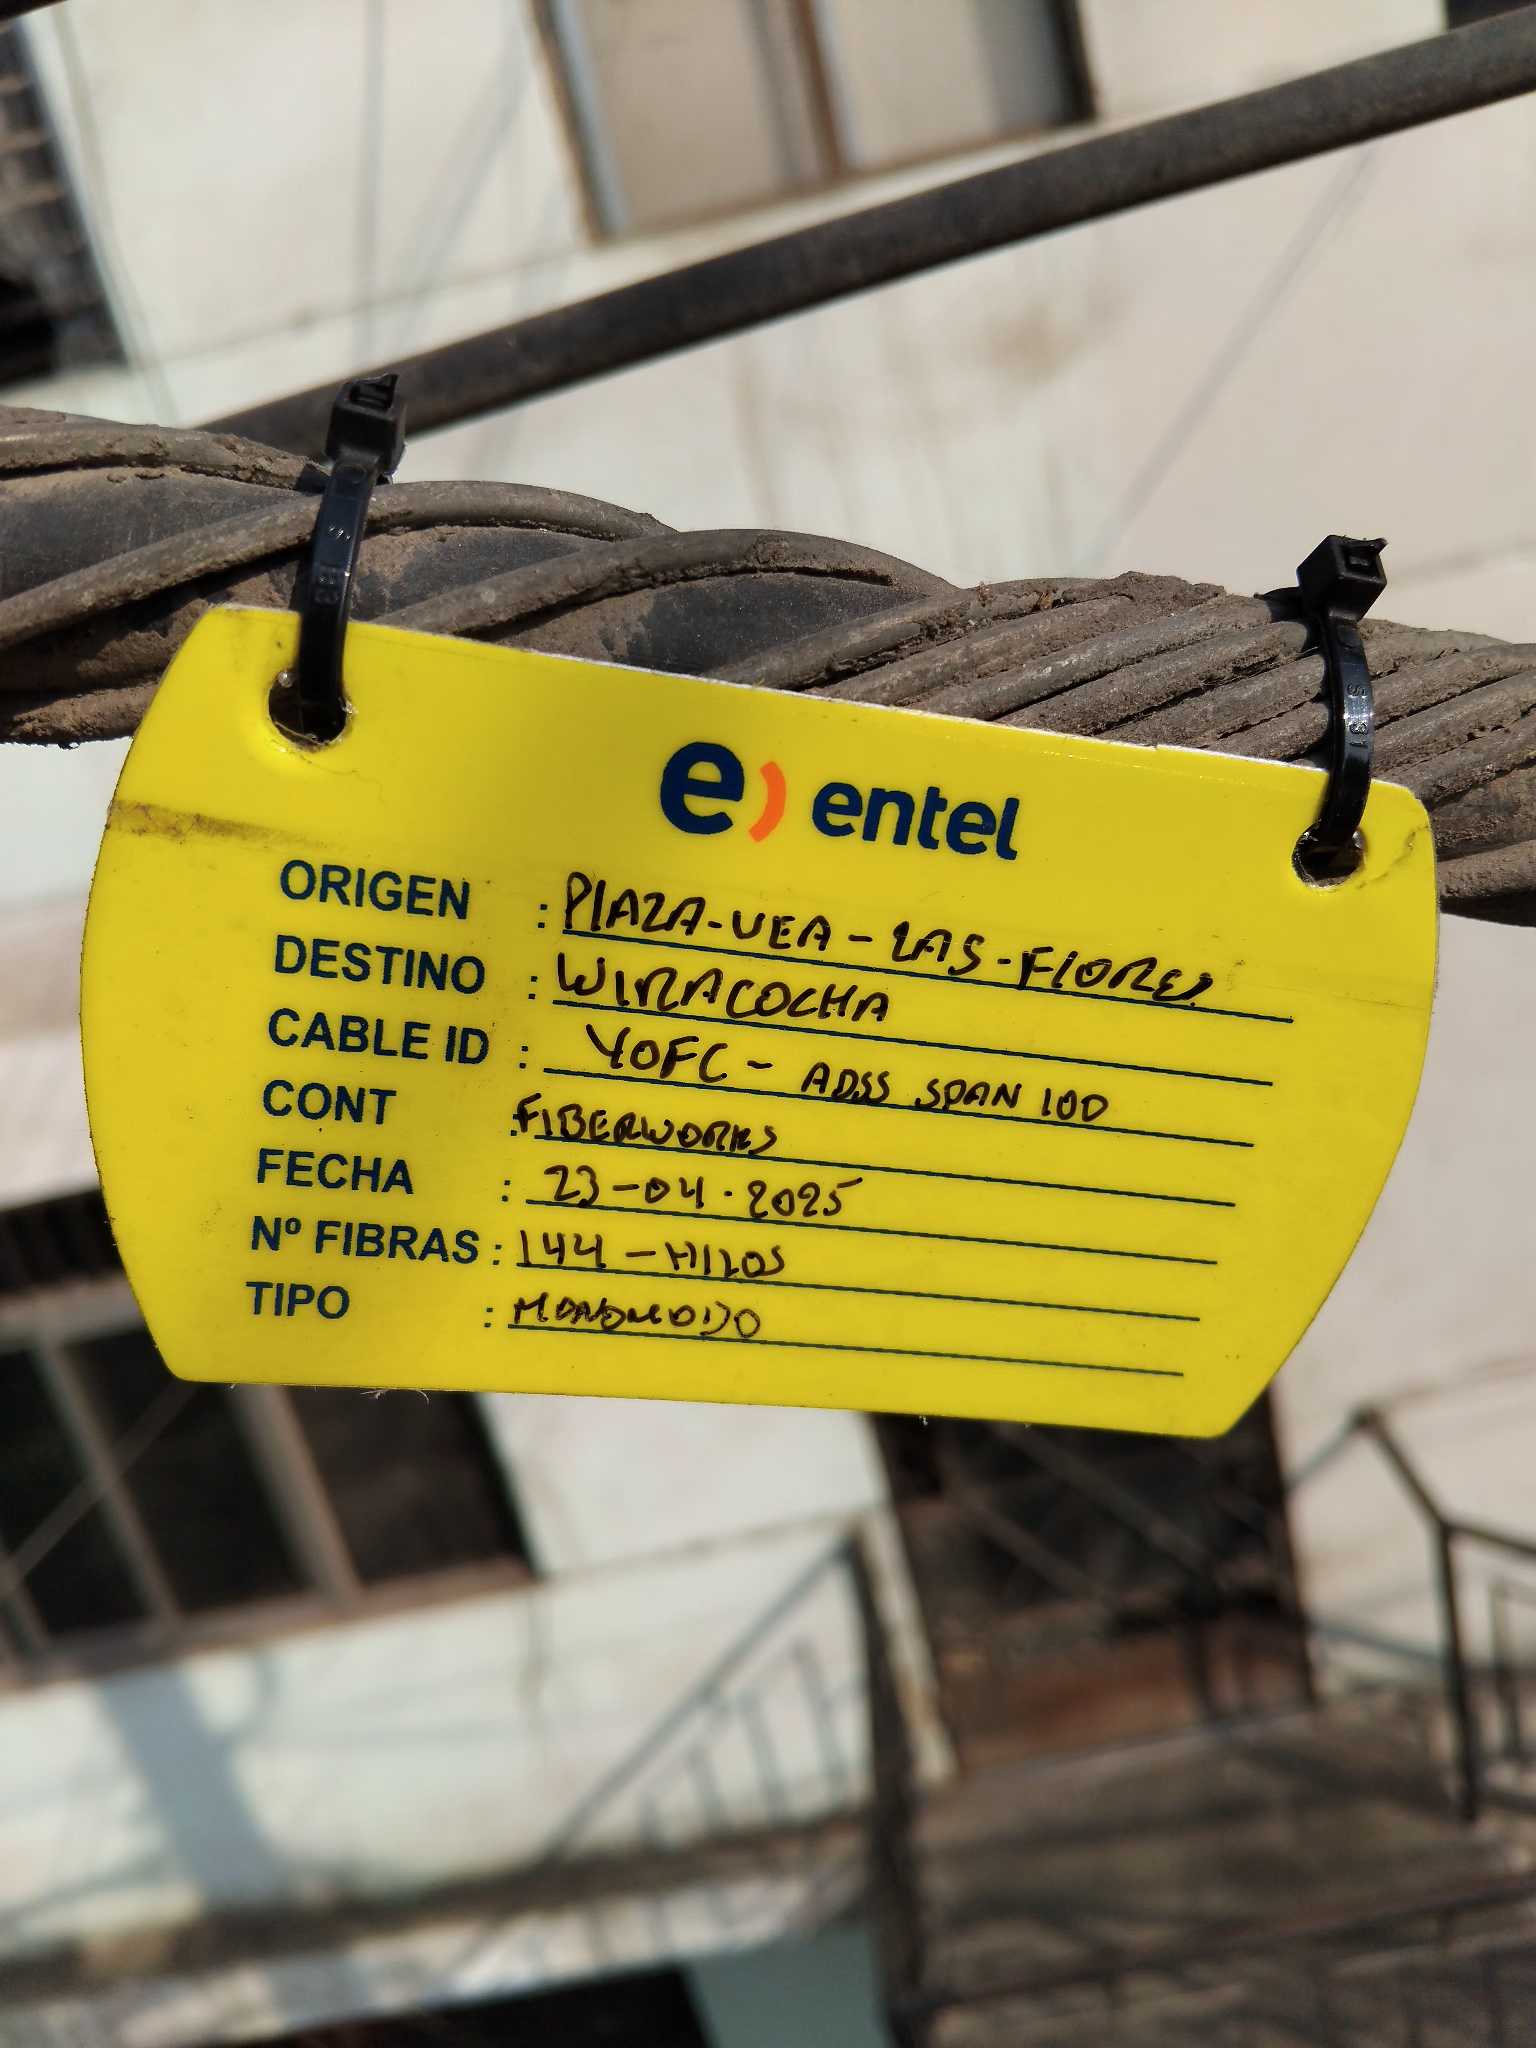 e) entel
ORIGEN : PLAZA-VEA-LAS-FLORES
DESTINO : WIRACOCHA
CABLE ID : YOFC - ADSS SPAN 100
CONT : FIBERWORKS
FECHA : 23-04-2025
Nº FIBRAS : 144 - HILOS
TIPO : MONOMODO